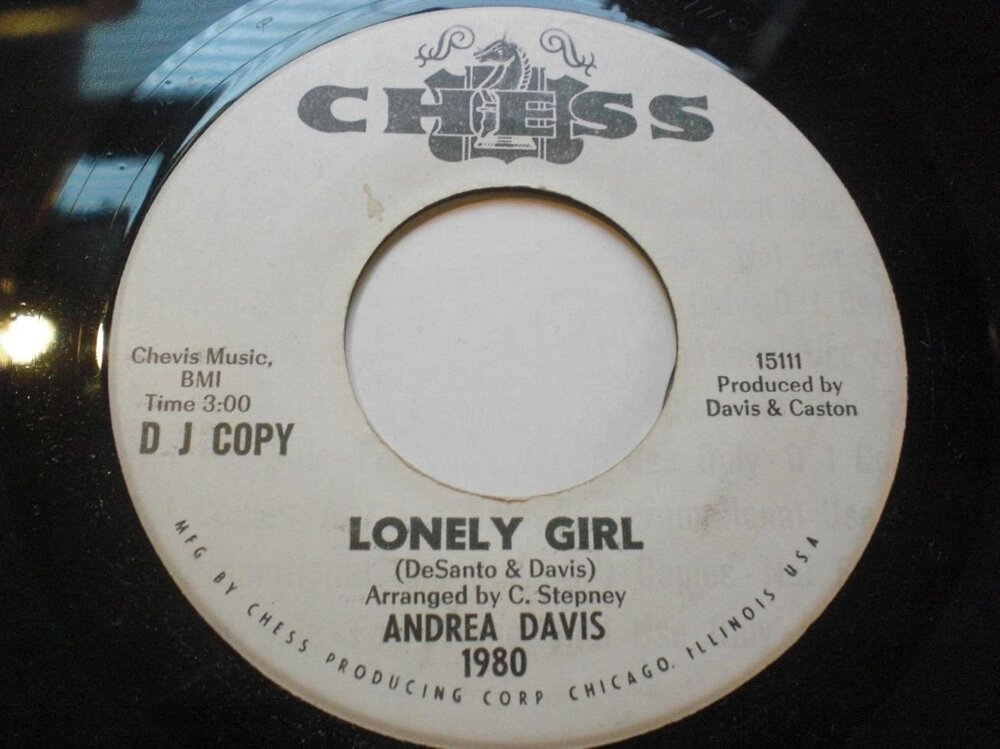 CHESS
Chevis Music,
BMI
Time 3:00
D J COPY
15111
Produced by
Davis & Caston
LONELY GIRL
(DeSanto & Davis)
Arranged by C. Stepney
ANDREA DAVIS
1980
MFG BY CHESS PRODUCING CORP CHICAGO, ILLINOIS USA